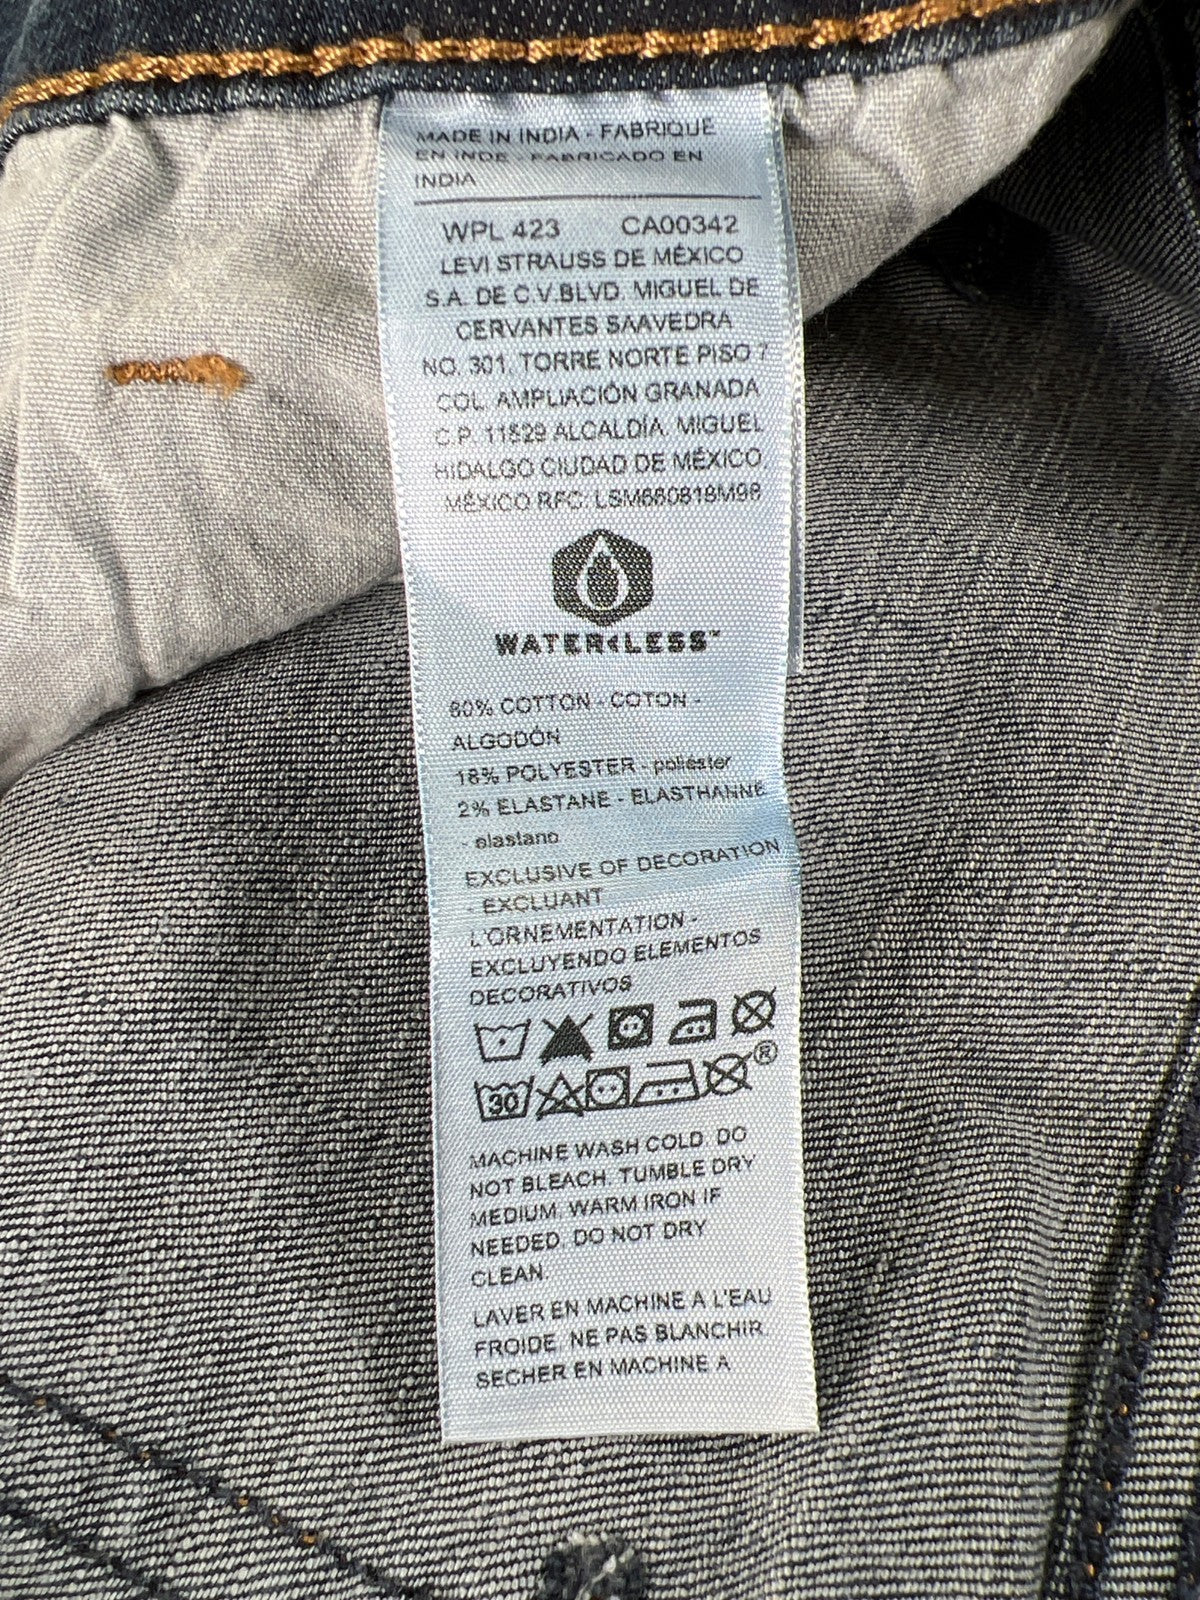 MADE IN INDIA - FABRIQUÉ
EN INDE - FABRICADO EN
INDIA
WPL 423 CA00342
LEVI STRAUSS DE MÉXICO
S.A. DE C.V.BLVD. MIGUEL DE
CERVANTES SAAVEDRA
NO. 301, TORRE NORTE PISO 7
COL. AMPLIACIÓN GRANADA
C.P. 11529 ALCALDÍA. MIGUEL
HIDALGO CIUDAD DE MÉXICO,
MÉXICO RFC: LSM680818M98
WATER<LESS™
80% COTTON - COTON -
ALGODÓN
18% POLYESTER - poliéster
2% ELASTANE - ELASTHANNE
- elastano
EXCLUSIVE OF DECORATION
- EXCLUANT
L'ORNEMENTATION -
EXCLUYENDO ELEMENTOS
DECORATIVOS
30 ®
MACHINE WASH COLD. DO
NOT BLEACH. TUMBLE DRY
MEDIUM. WARM IRON IF
NEEDED. DO NOT DRY
CLEAN.
LAVER EN MACHINE A L'EAU
FROIDE. NE PAS BLANCHIR.
SECHER EN MACHINE A